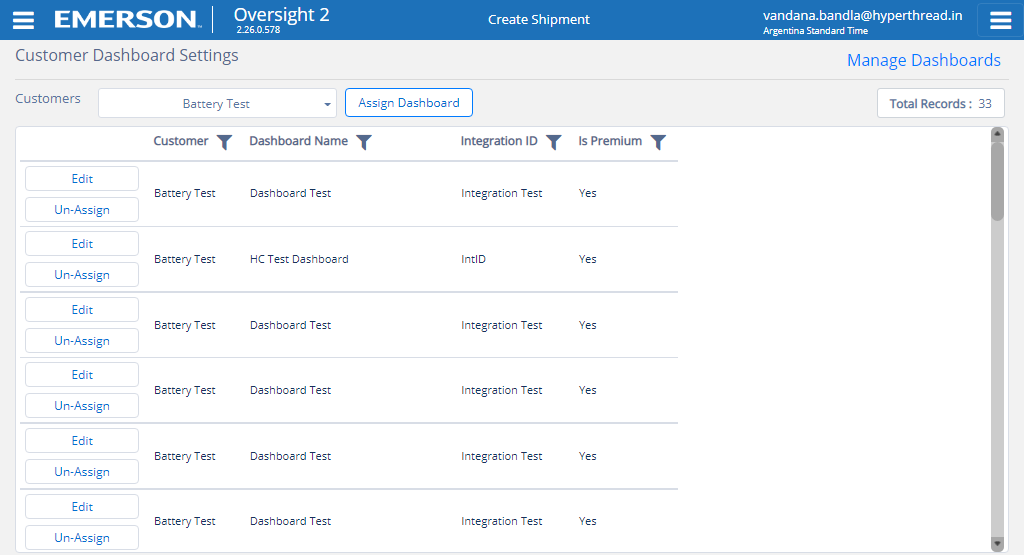 EMERSON. Oversight 2 Create Shipment vandana.bandla@hyperthread.in
2.26.0.578 Argentina Standard Time
Customer Dashboard Settings Manage Dashboards
Customers Battery Test Assign Dashboard Total Records : 33
Customer Dashboard Name Integration ID Is Premium
Edit
Battery Test Dashboard Test Integration Test Yes
Un-Assign
Edit
Battery Test HC Test Dashboard IntID Yes
Un-Assign
Edit
Battery Test Dashboard Test Integration Test Yes
Un-Assign
Edit
Battery Test Dashboard Test Integration Test Yes
Un-Assign
Edit
Battery Test Dashboard Test Integration Test Yes
Un-Assign
Edit
Battery Test Dashboard Test Integration Test Yes
Un-Assign